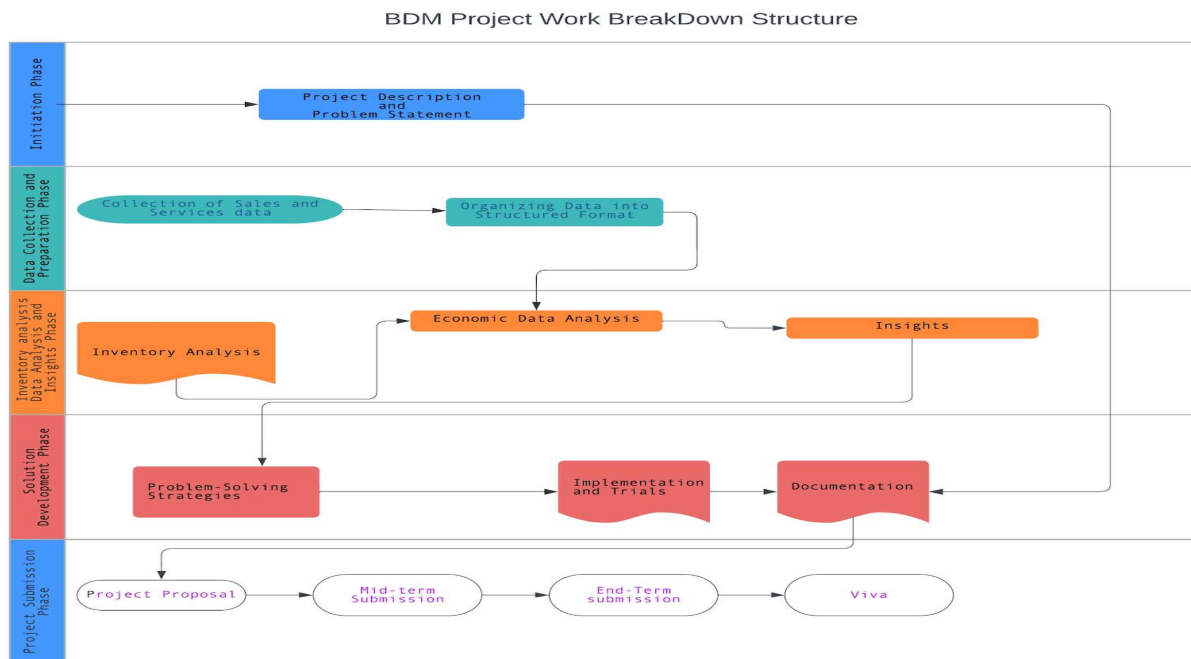 BDM Project Work BreakDown Structure
Initiation Phase
Project Description
and
Problem Statement
Data Collection and
Preparation Phase
Collection of Sales and
Services data
Organizing Data into
Structured Format
Inventory analysis
Data Analysis and
Insights Phase
Inventory Analysis
Economic Data Analysis
Insights
Solution
Development Phase
Problem-Solving
Strategies
Implementation
and Trials
Documentation
Project Submission
Phase
Project Proposal
Mid-term
Submission
End-Term
submission
Viva